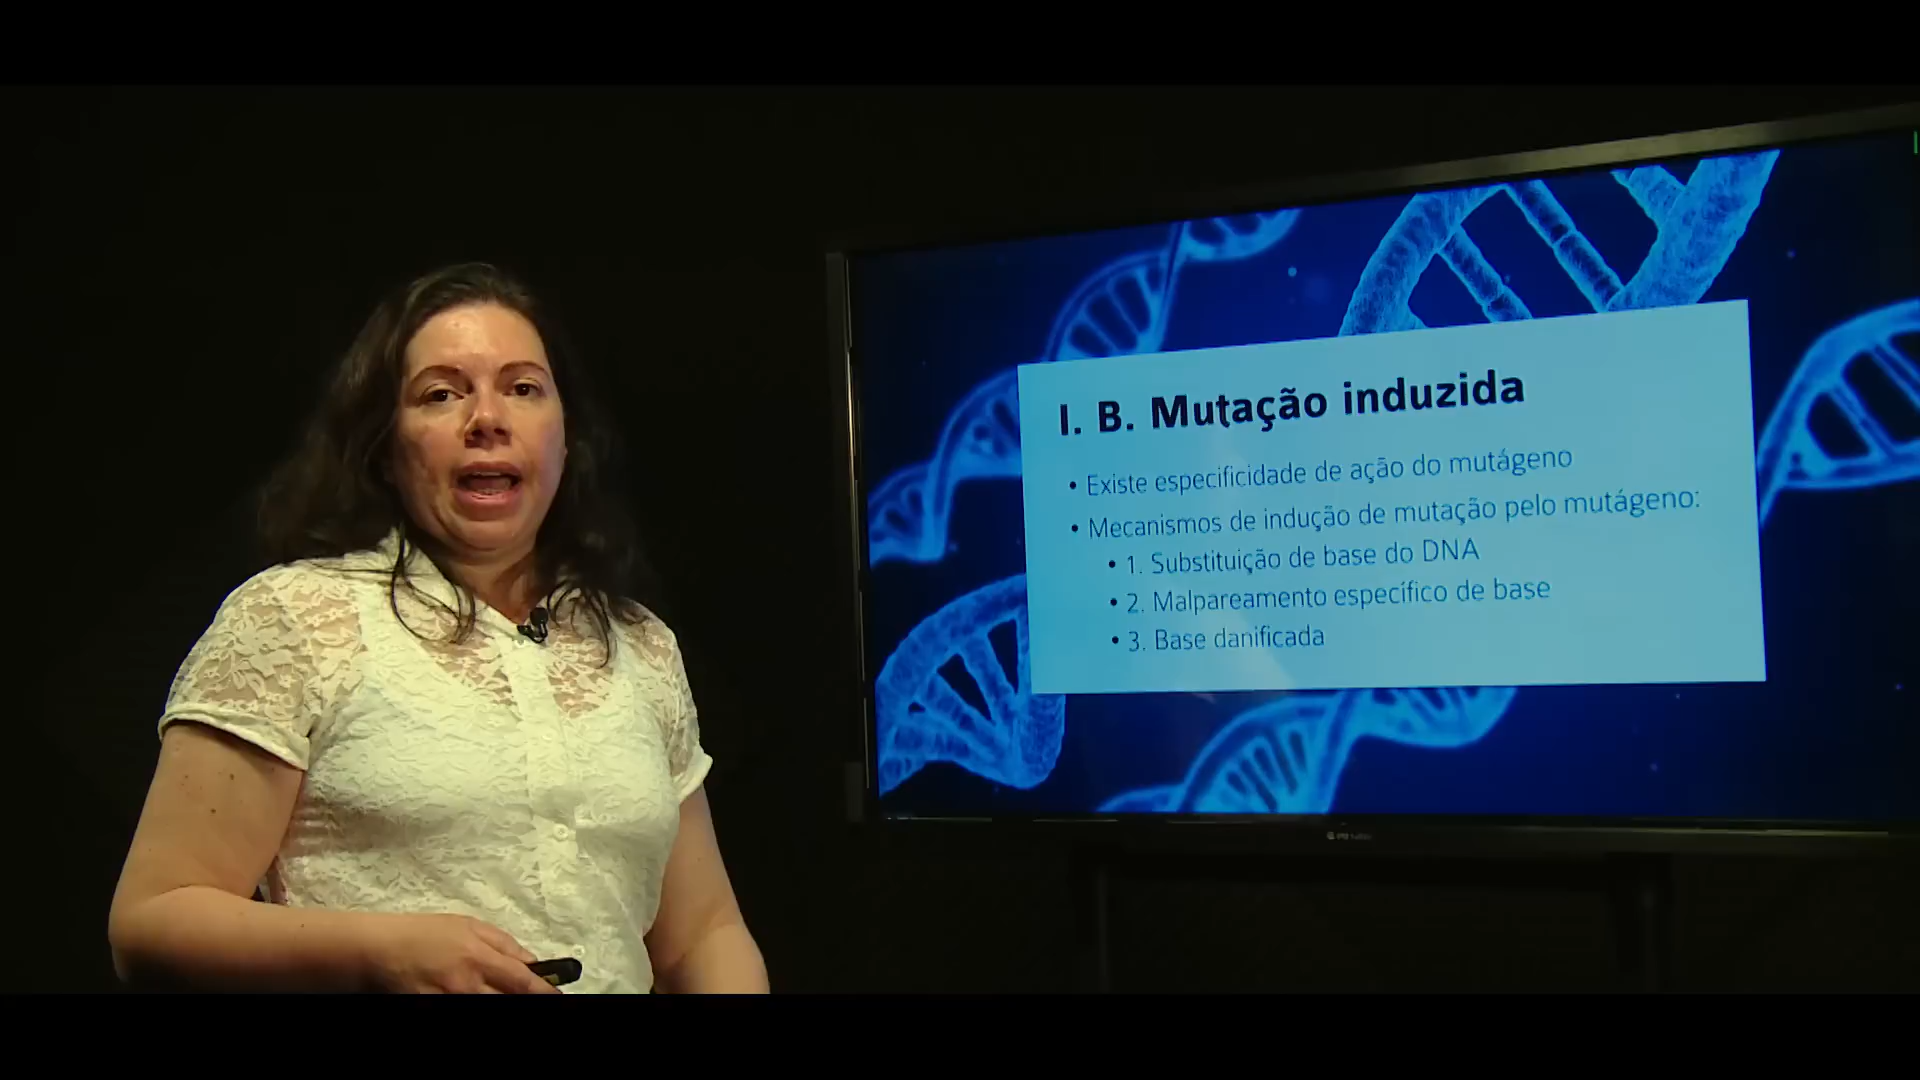 I. B. Mutação induzida
• Existe especificidade de ação do mutágeno
• Mecanismos de indução de mutação pelo mutágeno:
• 1. Substituição de base do DNA
• 2. Malpareamento específico de base
• 3. Base danificada